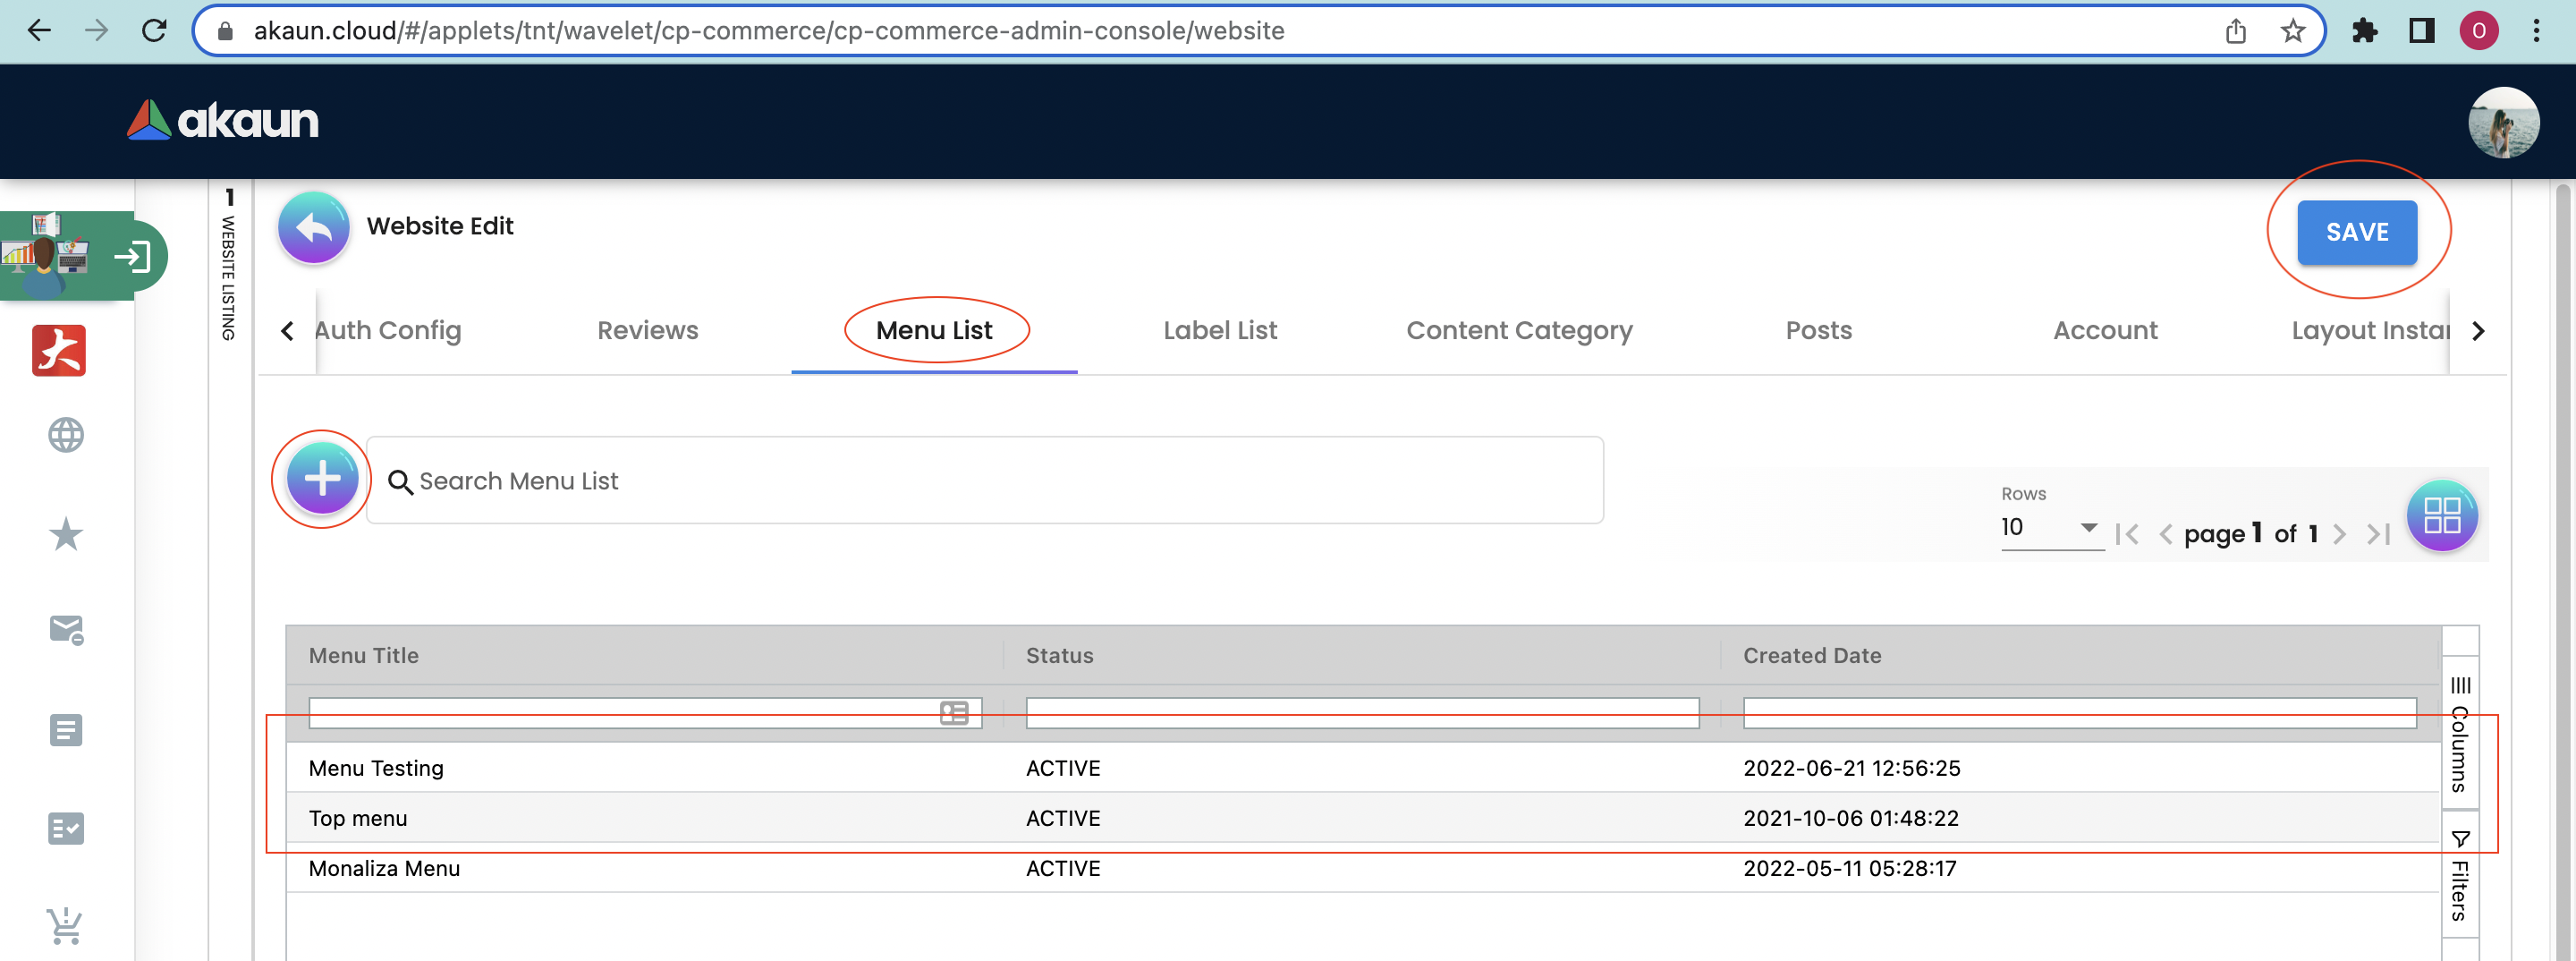 akaun.cloud/#/applets/tnt/wavelet/cp-commerce/cp-commerce-admin-console/website
O
akaun
1 WEBSITE LISTING
Website Edit
SAVE
Auth Config Reviews Menu List Label List Content Category Posts Account Layout Instan
Search Menu List
Rows
10
page 1 of 1
Menu Title Status Created Date
Menu Testing ACTIVE 2022-06-21 12:56:25
Top menu ACTIVE 2021-10-06 01:48:22
Monaliza Menu ACTIVE 2022-05-11 05:28:17
Columns
Filters